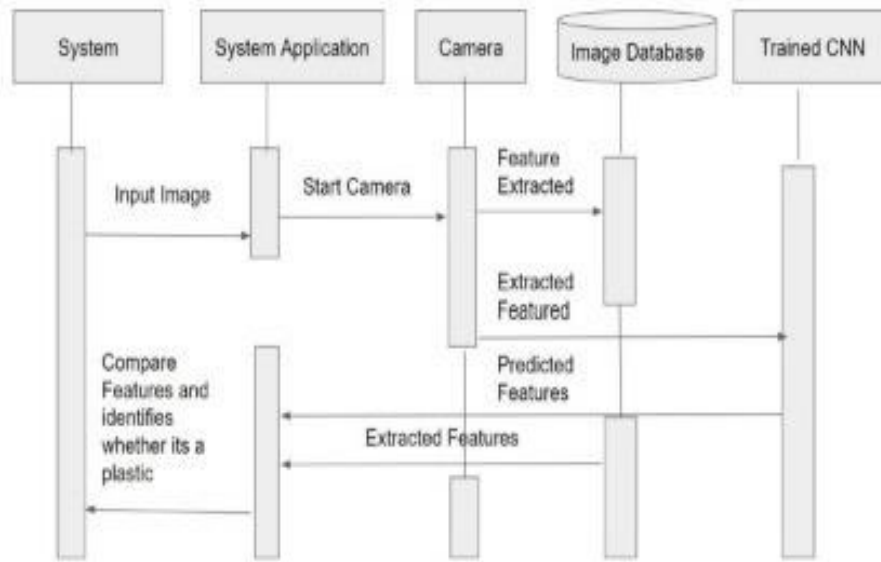 System
System Application
Camera
Image Database
Trained CNN
Input Image
Start Camera
Feature
Extracted
Extracted
Featured
Compare
Features and
identifies
whether its a
plastic
Predicted
Features
Extracted Features